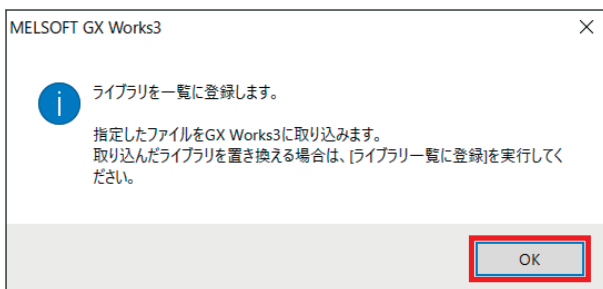 MELSOFT GX Works3
ライブラリを一覧に登録します。
指定したファイルをGX Works3に取り込みます。
取り込んだライブラリを置き換える場合は、[ライブラリ一覧に登録]を実行してく
ださい。
OK